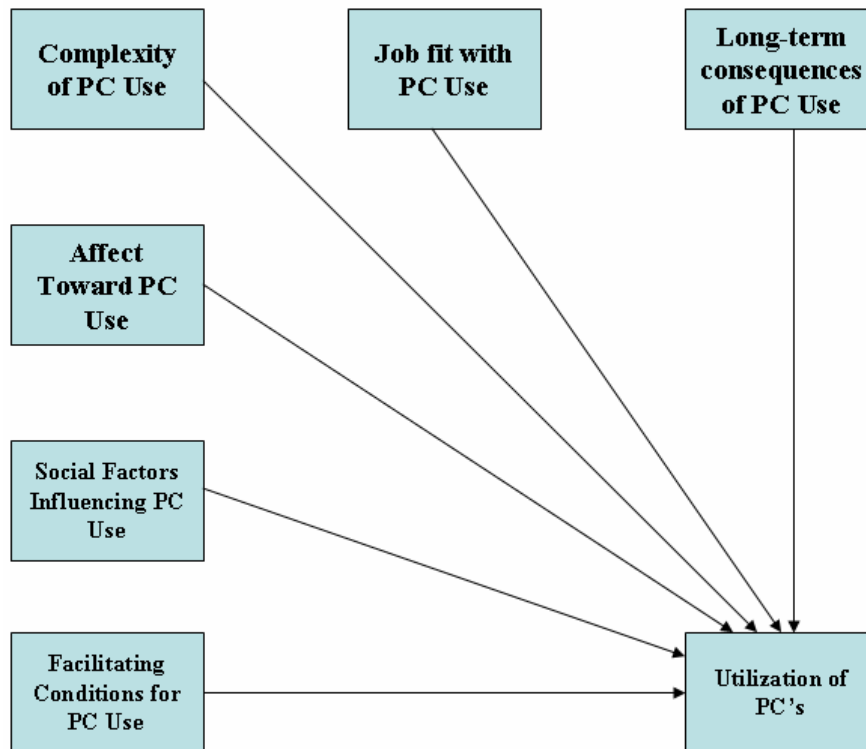 Complexity
of PC Use
Job fit with
PC Use
Long-term
consequences
of PC Use
Affect
Toward PC
Use
Social Factors
Influencing PC
Use
Facilitating
Conditions for
PC Use
Utilization of
PC’s